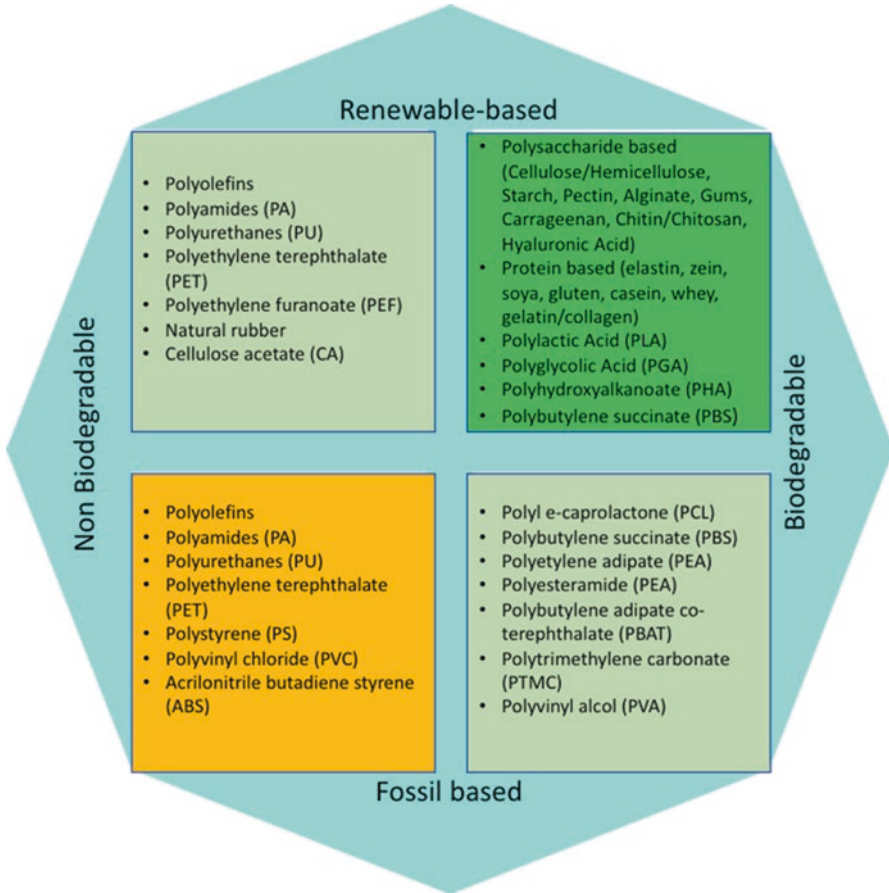 Renewable-based
• Polyolefins
• Polyamides (PA)
• Polyurethanes (PU)
• Polyethylene terephthalate
(PET)
• Polyethylene furanoate (PEF)
• Natural rubber
• Cellulose acetate (CA)
• Polysaccharide based
(Cellulose/Hemicellulose,
Starch, Pectin, Alginate, Gums,
Carrageenan, Chitin/Chitosan,
Hyaluronic Acid)
• Protein based (elastin, zein,
soya, gluten, casein, whey,
gelatin/collagen)
• Polylactic Acid (PLA)
• Polyglycolic Acid (PGA)
• Polyhydroxyalkanoate (PHA)
• Polybutylene succinate (PBS)
Non Biodegradable
Biodegradable
• Polyolefins
• Polyamides (PA)
• Polyurethanes (PU)
• Polyethylene terephthalate
(PET)
• Polystyrene (PS)
• Polyvinyl chloride (PVC)
• Acrilonitrile butadiene styrene
(ABS)
• Polyl e-caprolactone (PCL)
• Polybutylene succinate (PBS)
• Polyetylene adipate (PEA)
• Polyesteramide (PEA)
• Polybutylene adipate co-
terephthalate (PBAT)
• Polytrimethylene carbonate
(PTMC)
• Polyvinyl alcol (PVA)
Fossil based